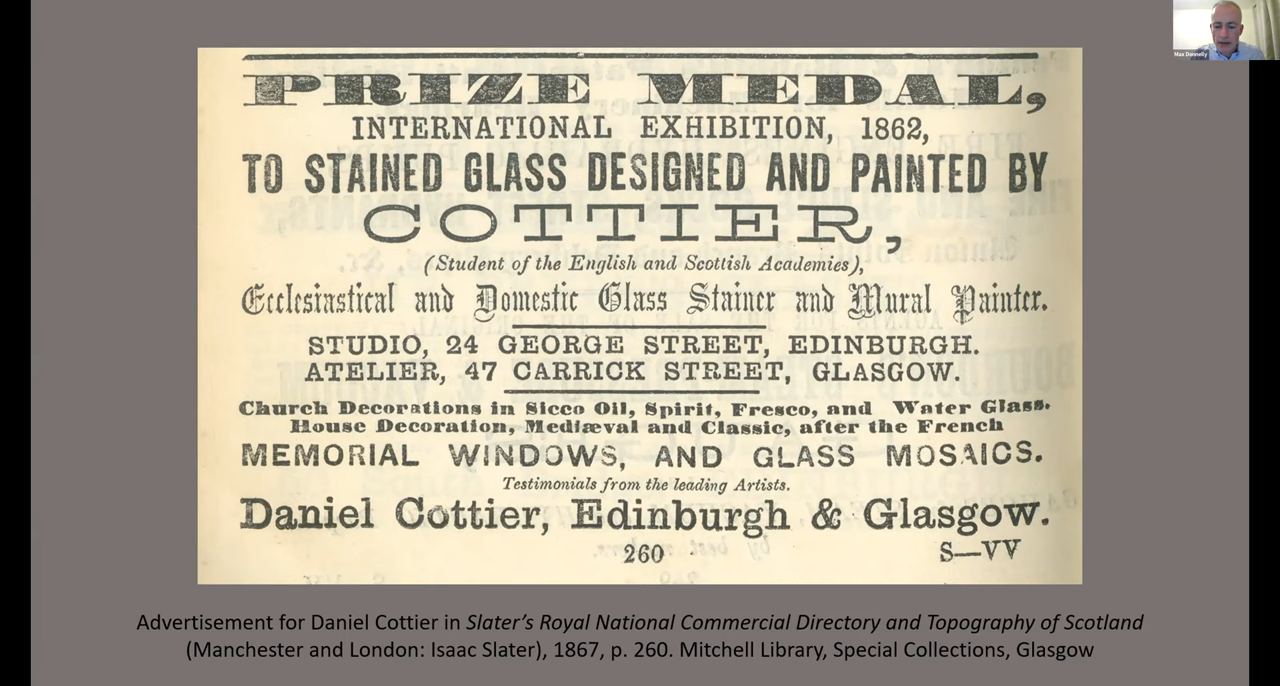 Max Donnelly
PRIZE MEDAL,
INTERNATIONAL EXHIBITION, 1862,
TO STAINED GLASS DESIGNED AND PAINTED BY
COTTIER,
(Student of the English and Scottish Academies),
Ecclesiastical and Domestic Glass Stainer and Mural Painter.
STUDIO, 24 GEORGE STREET, EDINBURGH.
ATELIER, 47 CARRICK STREET, GLASGOW.
Church Decorations in Sicco Oil, Spirit, Fresco, and Water Glass.
House Decoration, Mediæval and Classic, after the French
MEMORIAL WINDOWS, AND GLASS MOSAICS.
Testimonials from the leading Artists.
Daniel Cottier, Edinburgh & Glasgow.
260 S—VV
Advertisement for Daniel Cottier in Slater's Royal National Commercial Directory and Topography of Scotland
(Manchester and London: Isaac Slater), 1867, p. 260. Mitchell Library, Special Collections, Glasgow